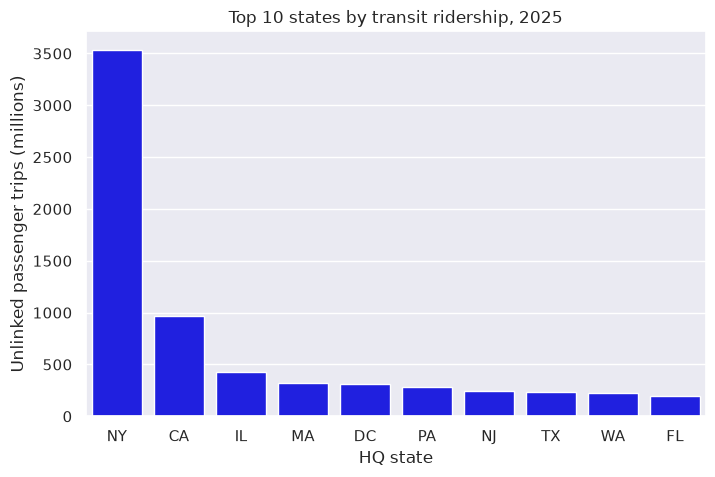 Top 10 states by transit ridership, 2025
Unlinked passenger trips (millions)
3500
3000
2500
2000
1500
1000
500
0
NY CA IL MA DC PA NJ TX WA FL
HQ state